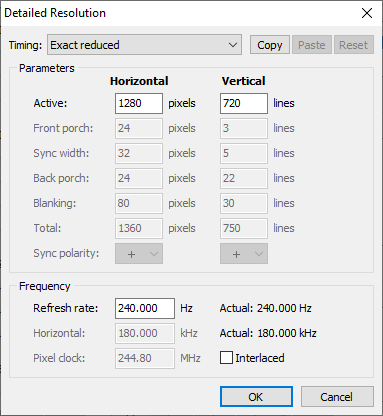 Detailed Resolution
Timing: Exact reduced Copy Paste Reset
Parameters
Horizontal Vertical
Active: 1280 pixels 720 lines
Front porch: 24 pixels 3 lines
Sync width: 32 pixels 5 lines
Back porch: 24 pixels 22 lines
Blanking: 80 pixels 30 lines
Total: 1360 pixels 750 lines
Sync polarity: + +
Frequency
Refresh rate: 240.000 Hz Actual: 240.000 Hz
Horizontal: 180.000 kHz Actual: 180.000 kHz
Pixel clock: 244.80 MHz Interlaced
OK Cancel